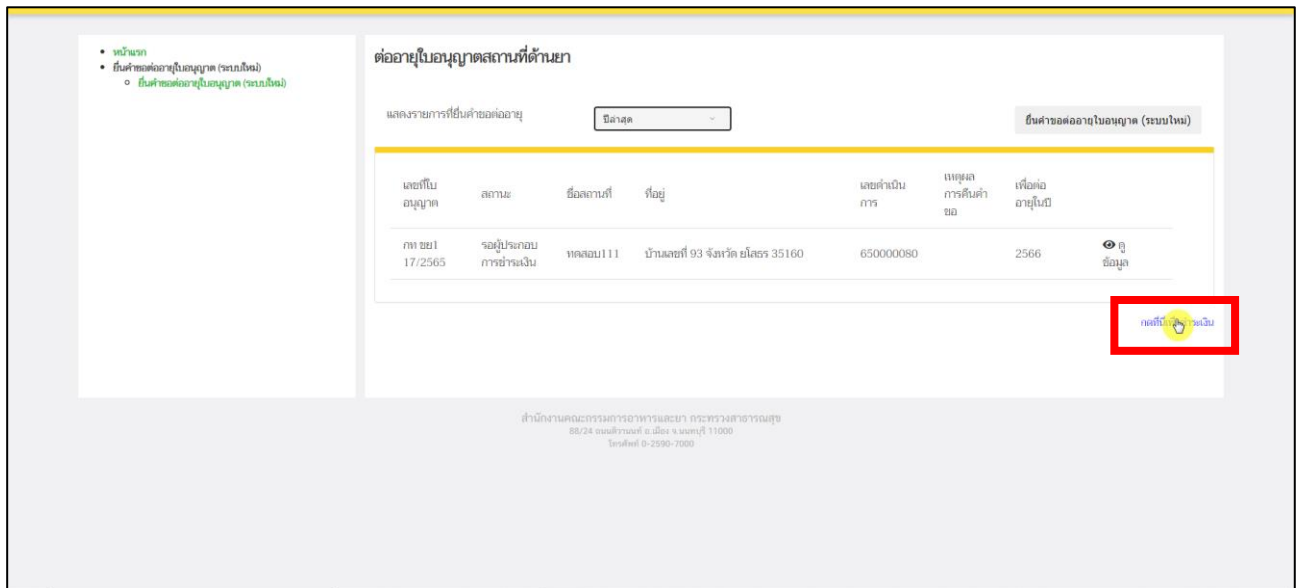 หน้าแรก
ยื่นคำขอต่ออายุใบอนุญาต (ระบบใหม่)
ยื่นคำขอต่ออายุใบอนุญาต (ระบบใหม่)
ต่ออายุใบอนุญาตสถานที่ด้านยา
แสดงรายการที่ยื่นคำขอต่ออายุ
ปีล่าสุด
ยื่นคำขอต่ออายุใบอนุญาต (ระบบใหม่)
เลขที่ใบ
อนุญาต
สถานะ
ชื่อสถานที่
ที่อยู่
เลขดำเนิน
การ
เหตุผล
การคืนคำ
ขอ
เพื่อต่อ
อายุในปี
กท ขย1
17/2565
รอผู้ประกอบ
การชำระเงิน
ทดสอบ111
บ้านเลขที่ 93 จังหวัด ยโสธร 35160
650000080
2566
ดู
ข้อมูล
กดที่นี่
สำนักงานคณะกรรมการอาหารและยา กระทรวงสาธารณสุข
88/24 ถนนติวานนท์ อ.เมือง จ.นนทบุรี 11000
โทรศัพท์ 0-2590-7000